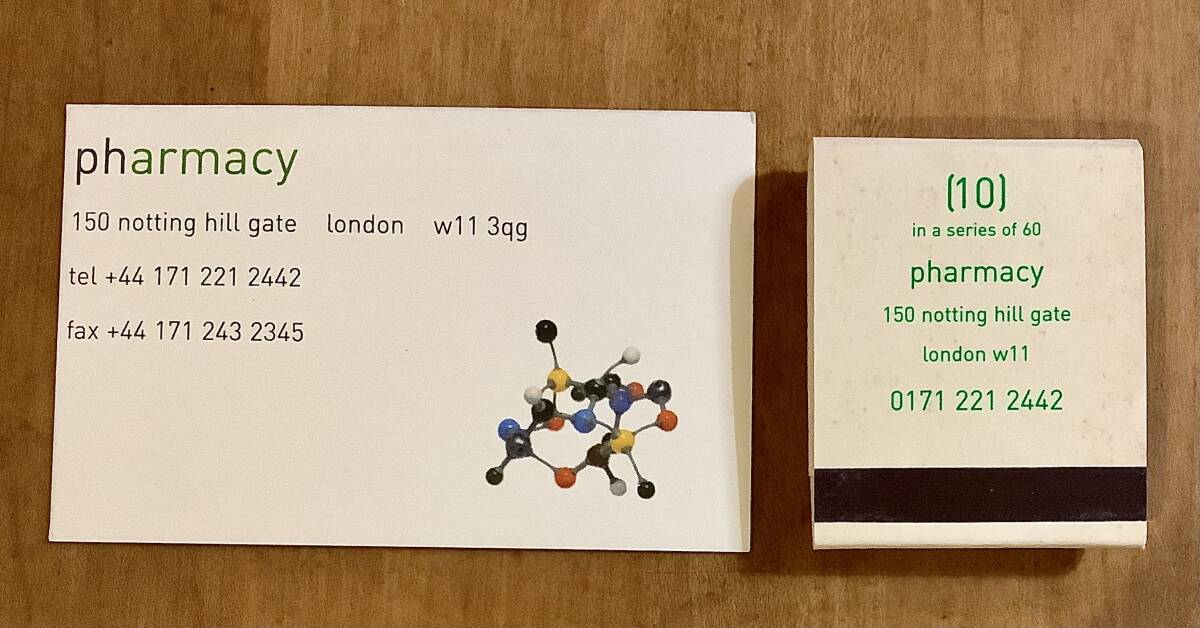 pharmacy
150 notting hill gate london w11 3qg
tel +44 171 221 2442
fax +44 171 243 2345
(10)
in a series of 60
pharmacy
150 notting hill gate
london w11
0171 221 2442